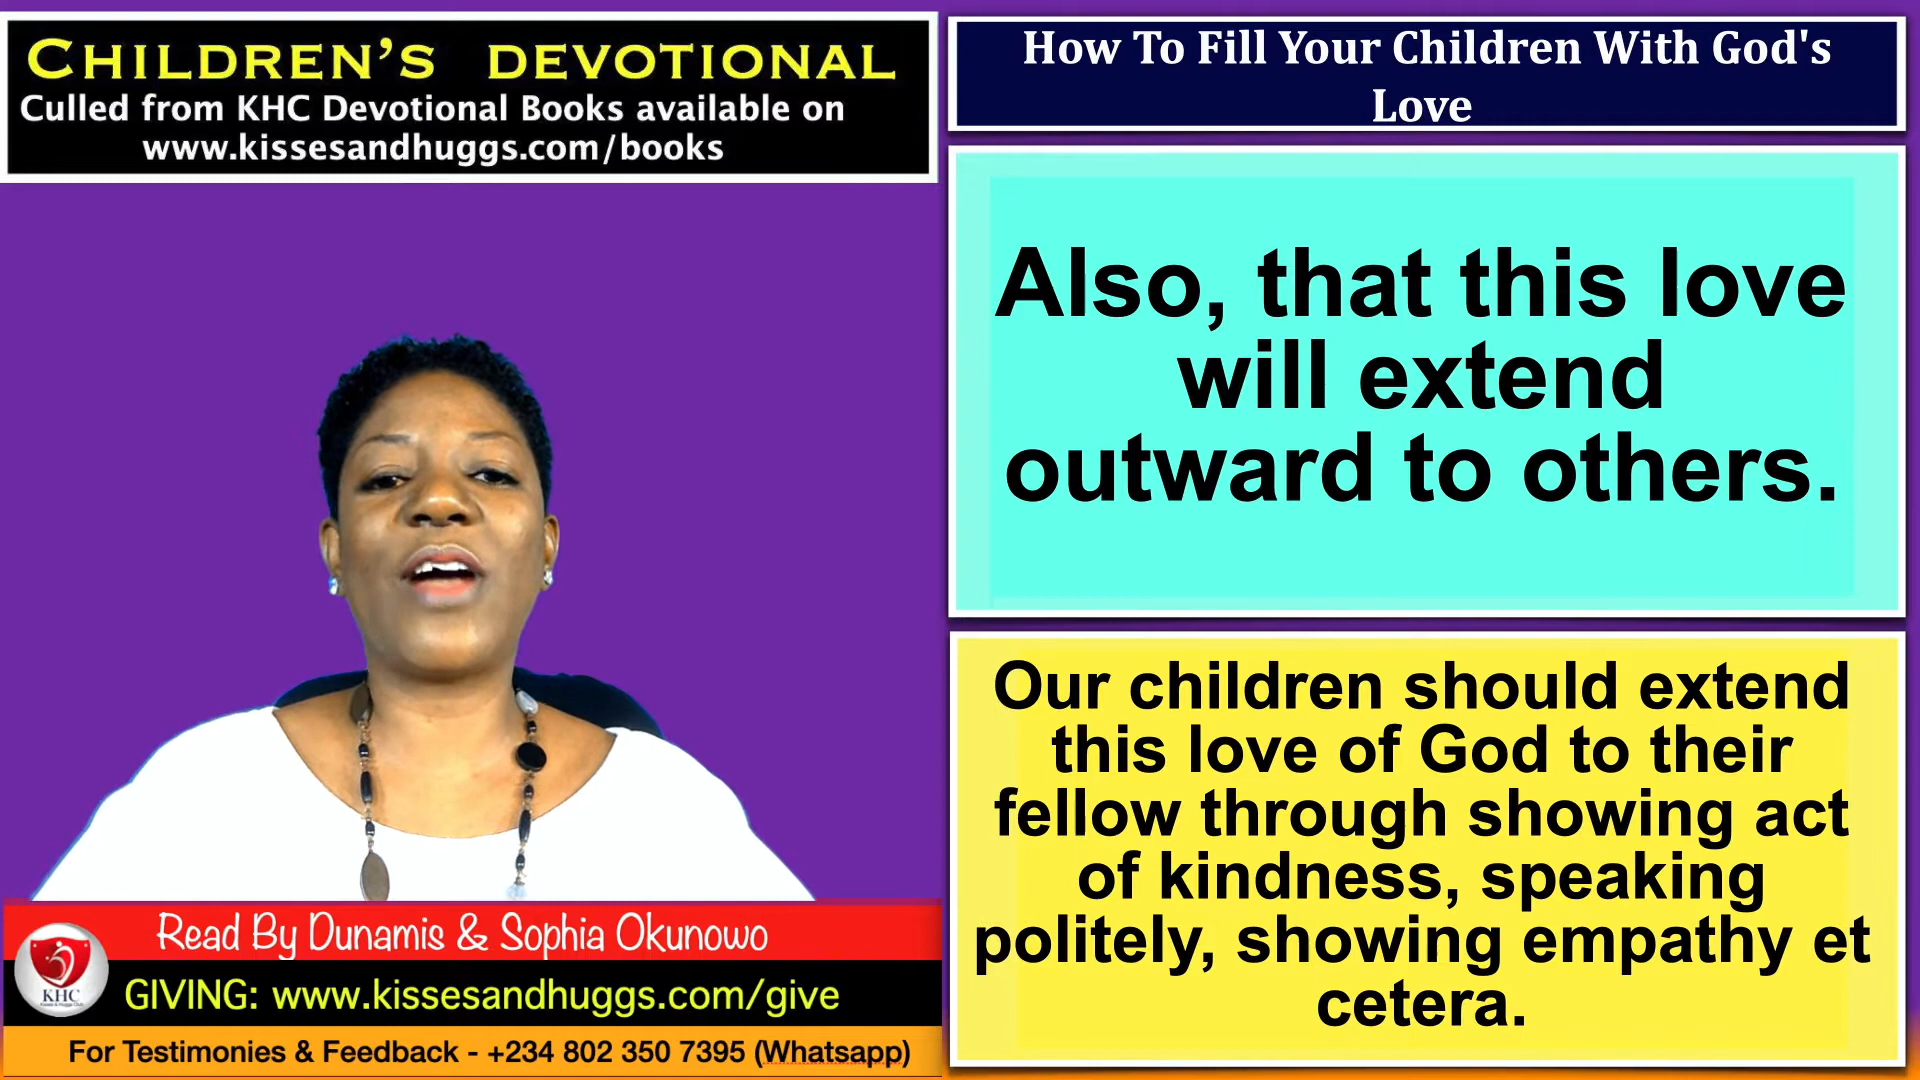 CHILDREN'S DEVOTIONAL
Culled from KHC Devotional Books available on
www.kissesandhuggs.com/books
How To Fill Your Children With God's
Love
Also, that this love
will extend
outward to others.
Our children should extend
this love of God to their
fellow through showing act
of kindness, speaking
politely, showing empathy et
cetera.
Read By Dunamis & Sophia Okunowo
KHC
GIVING: www.kissesandhuggs.com/give
For Testimonies & Feedback - +234 802 350 7395 (Whatsapp)